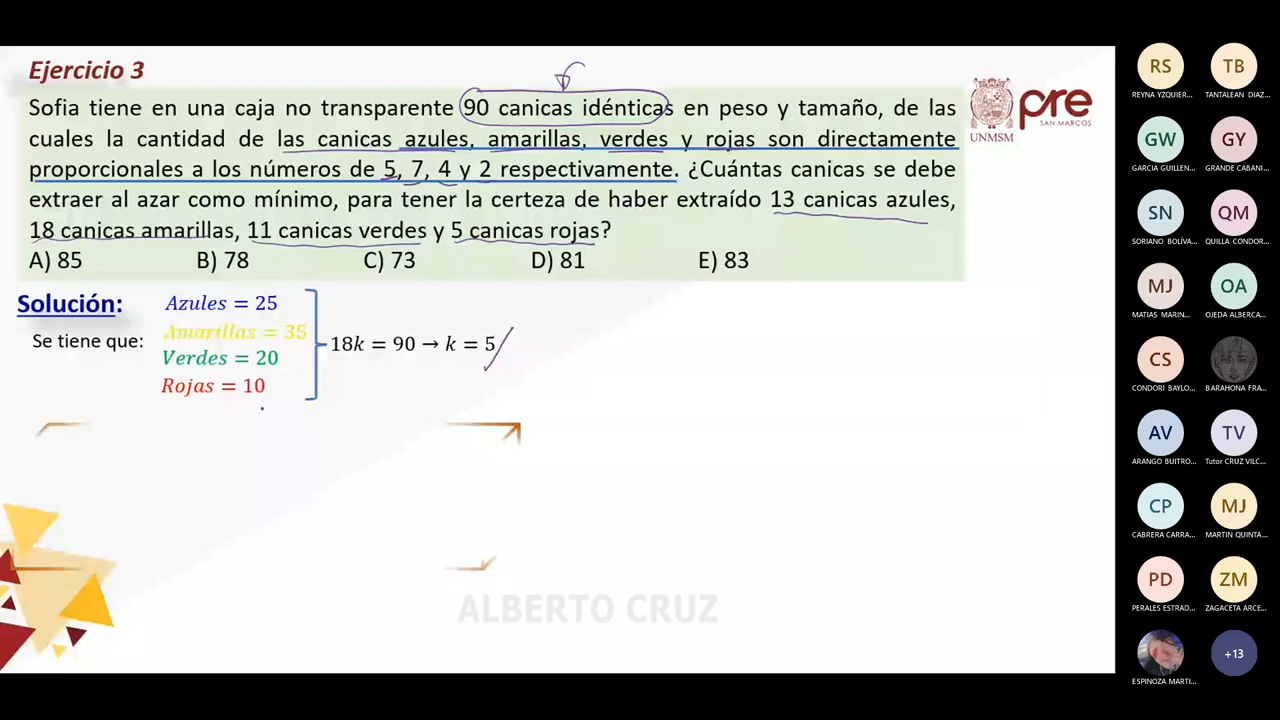 Ejercicio 3
Sofia tiene en una caja no transparente 90 canicas idénticas en peso y tamaño, de las
cuales la cantidad de las canicas azules, amarillas, verdes y rojas son directamente
proporcionales a los números de 5, 7, 4 y 2 respectivamente. ¿Cuántas canicas se debe
extraer al azar como mínimo, para tener la certeza de haber extraído 13 canicas azules,
18 canicas amarillas, 11 canicas verdes y 5 canicas rojas?
A) 85 B) 78 C) 73 D) 81 E) 83
UNMSM
pre
SAN MARCOS
Solución:
Se tiene que:
Azules = 25
Amarillas = 35
Verdes = 20
Rojas = 10
18k = 90 → k = 5
ALBERTO CRUZ
RS
REYNA YZQUIER...
TB
TANTALEAN DIAZ...
GW
GARCIA GUILLEN...
GY
GRANDE CABANI...
SN
SORIANO BOLÍVA...
QM
QUILLA CONDOR...
MJ
MATIAS MARIN...
OA
OJEDA ALBERCA...
CS
CONDORI BAYLO...
BARAHONA FRA...
AV
ARANGO BUITRO...
TV
Tutor CRUZ VILC...
CP
CABRERA CARRA...
MJ
MARTIN QUINTA...
PD
PERALES ESTRAD...
ZM
ZAGACETA ARCE...
ESPINOZA MARTI...
+13